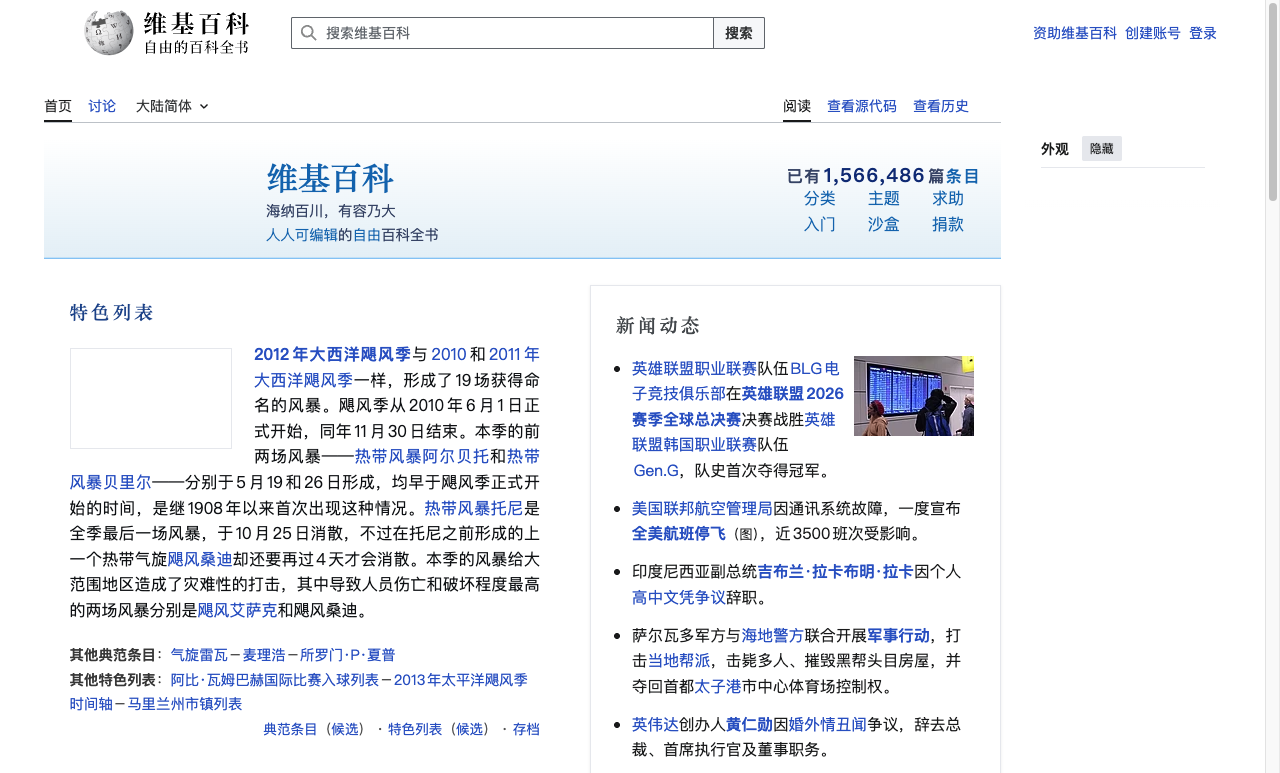 维基百科
自由的百科全书
搜索维基百科
搜索
资助维基百科 创建账号 登录
首页 讨论 大陆简体
阅读 查看源代码 查看历史
外观 隐藏
维基百科
海纳百川，有容乃大
人人可编辑的自由百科全书
已有1,566,486篇条目
分类 主题 求助
入门 沙盒 捐款
特色列表
2012年大西洋飓风季与2010和2011年
大西洋飓风季一样，形成了19场获得命
名的风暴。飓风季从2010年6月1日正
式开始，同年11月30日结束。本季的前
两场风暴——热带风暴阿尔贝托和热带
风暴贝里尔——分别于5月19和26日形成，均早于飓风季正式开
始的时间，是继1908年以来首次出现这种情况。热带风暴托尼是
全季最后一场风暴，于10月25日消散，不过在托尼之前形成的上
一个热带气旋飓风桑迪却还要再过4天才会消散。本季的风暴给大
范围地区造成了灾难性的打击，其中导致人员伤亡和破坏程度最高
的两场风暴分别是飓风艾萨克和飓风桑迪。
其他典范条目：气旋雷瓦－麦理浩－所罗门·P·夏普
其他特色列表：阿比·瓦姆巴赫国际比赛入球列表－2013年太平洋飓风季
时间轴－马里兰州市镇列表
典范条目（候选） · 特色列表（候选） · 存档
新闻动态
英雄联盟职业联赛队伍BLG电
子竞技俱乐部在英雄联盟2026
赛季全球总决赛决赛战胜英雄
联盟韩国职业联赛队伍
Gen.G，队史首次夺得冠军。
美国联邦航空管理局因通讯系统故障，一度宣布
全美航班停飞（图），近3500班次受影响。
印度尼西亚副总统吉布兰·拉卡布明·拉卡因个人
高中文凭争议辞职。
萨尔瓦多军方与海地警方联合开展军事行动，打
击当地帮派，击毙多人、摧毁黑帮头目房屋，并
夺回首都太子港市中心体育场控制权。
英伟达创办人黄仁勋因婚外情丑闻争议，辞去总
裁、首席执行官及董事职务。